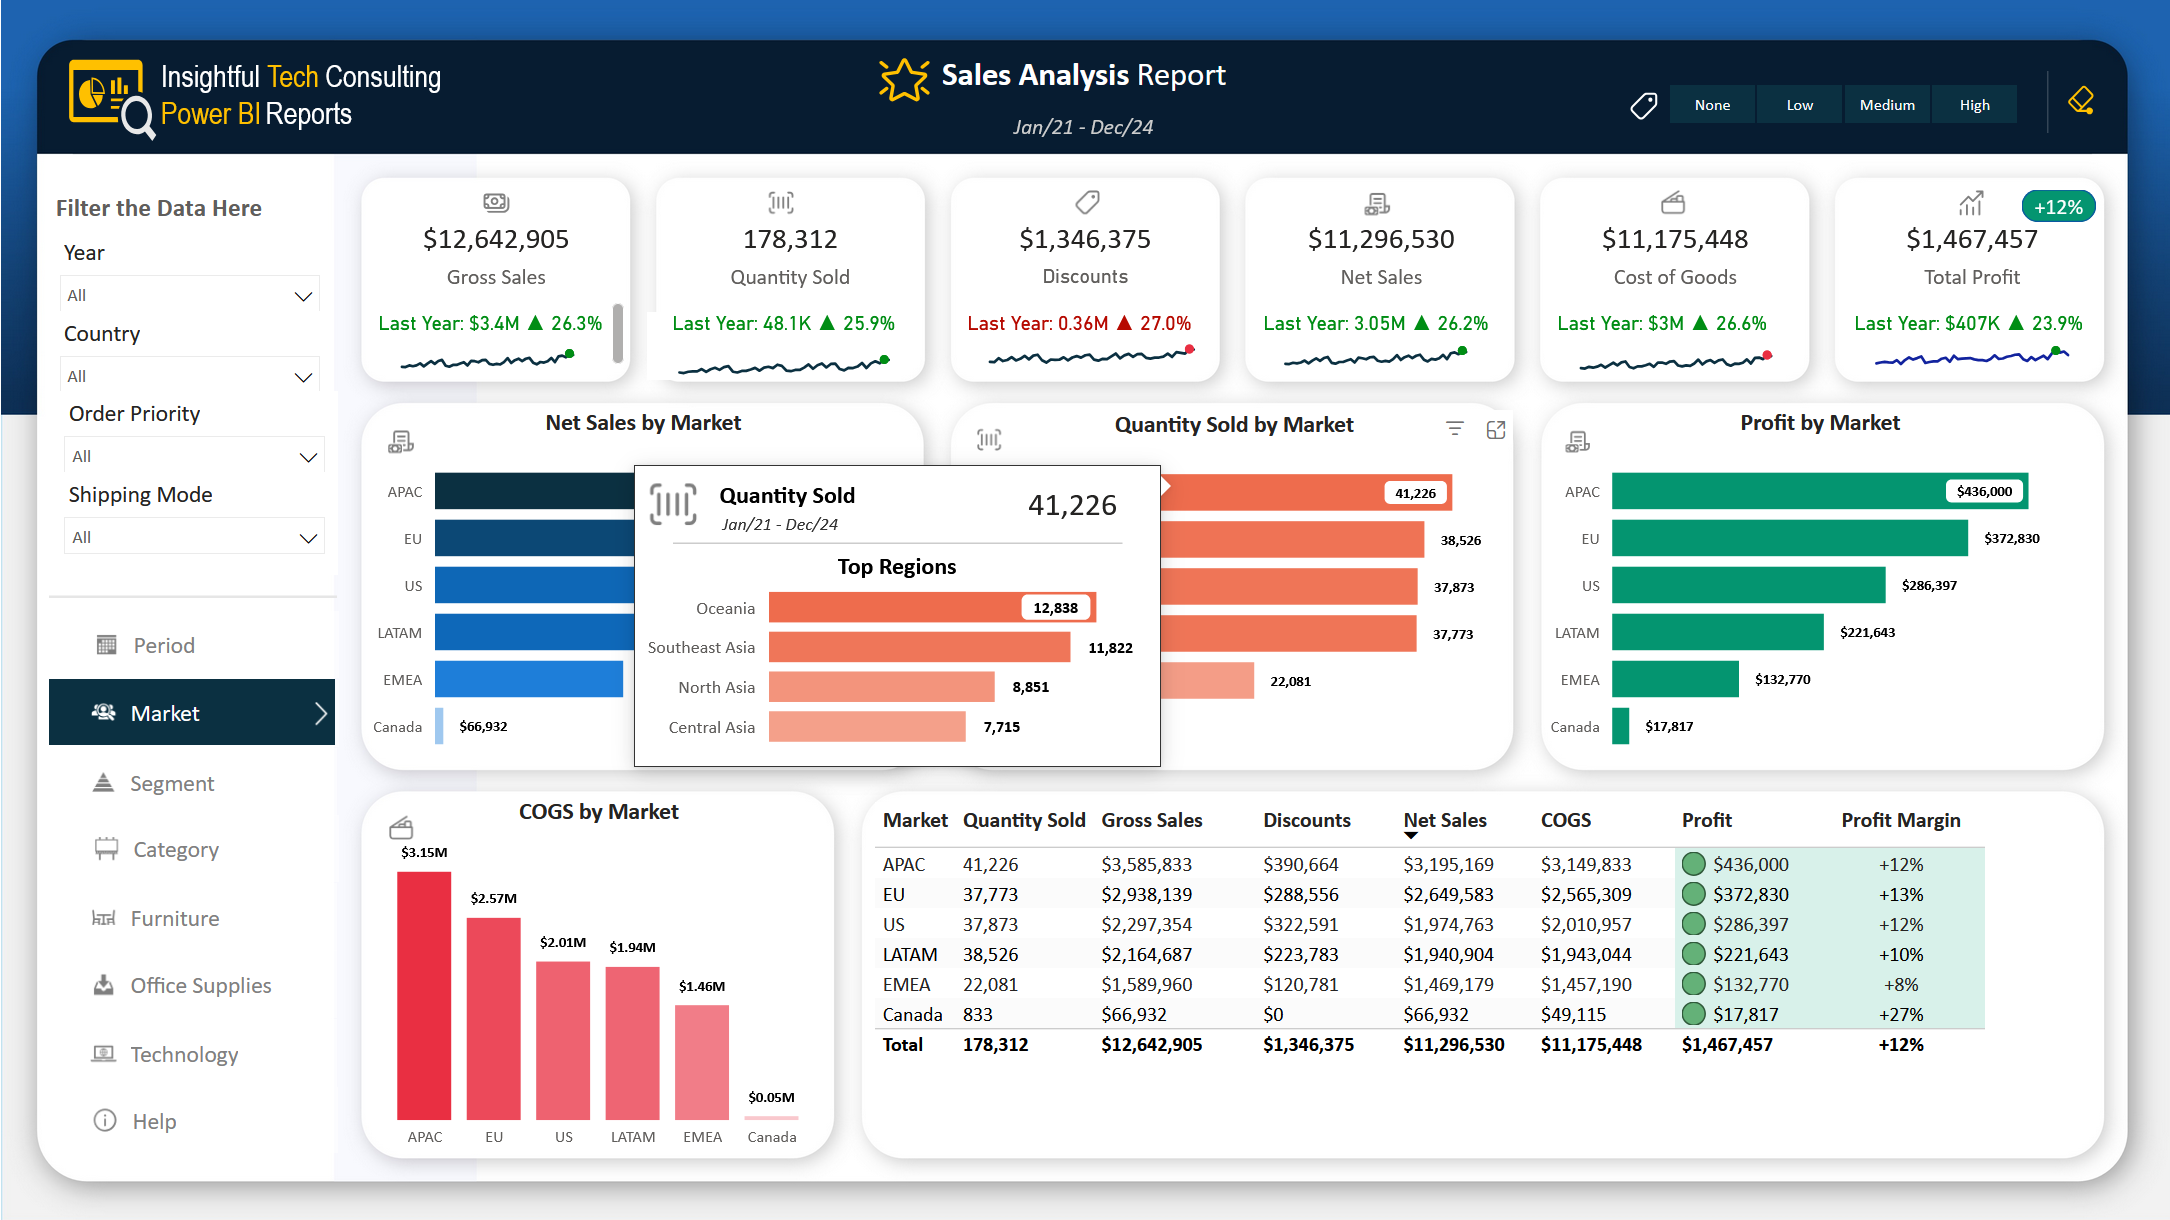 Insightful Tech Consulting
Power BI Reports
Sales Analysis Report
Jan/21 - Dec/24
None Low Medium High
Filter the Data Here
Year
All
Country
All
Order Priority
All
Shipping Mode
All
Period
Market
Segment
Category
Furniture
Office Supplies
Technology
Help
$12,642,905
Gross Sales
Last Year: $3.4M ▲ 26.3%
178,312
Quantity Sold
Last Year: 48.1K ▲ 25.9%
$1,346,375
Discounts
Last Year: 0.36M ▲ 27.0%
$11,296,530
Net Sales
Last Year: 3.05M ▲ 26.2%
$11,175,448
Cost of Goods
Last Year: $3M ▲ 26.6%
+12%
$1,467,457
Total Profit
Last Year: $407K ▲ 23.9%
Net Sales by Market
APAC
EU
US
LATAM
EMEA
Canada $66,932
Quantity Sold
Jan/21 - Dec/24
41,226
Top Regions
Oceania 12,838
Southeast Asia 11,822
North Asia 8,851
Central Asia 7,715
Quantity Sold by Market
41,226
38,526
37,873
37,773
22,081
Profit by Market
APAC $436,000
EU $372,830
US $286,397
LATAM $221,643
EMEA $132,770
Canada $17,817
COGS by Market
$3.15M
$2.57M
$2.01M
$1.94M
$1.46M
$0.05M
APAC EU US LATAM EMEA Canada
Market Quantity Sold Gross Sales Discounts Net Sales COGS Profit Profit Margin
APAC 41,226 $3,585,833 $390,664 $3,195,169 $3,149,833 $436,000 +12%
EU 37,773 $2,938,139 $288,556 $2,649,583 $2,565,309 $372,830 +13%
US 37,873 $2,297,354 $322,591 $1,974,763 $2,010,957 $286,397 +12%
LATAM 38,526 $2,164,687 $223,783 $1,940,904 $1,943,044 $221,643 +10%
EMEA 22,081 $1,589,960 $120,781 $1,469,179 $1,457,190 $132,770 +8%
Canada 833 $66,932 $0 $66,932 $49,115 $17,817 +27%
Total 178,312 $12,642,905 $1,346,375 $11,296,530 $11,175,448 $1,467,457 +12%